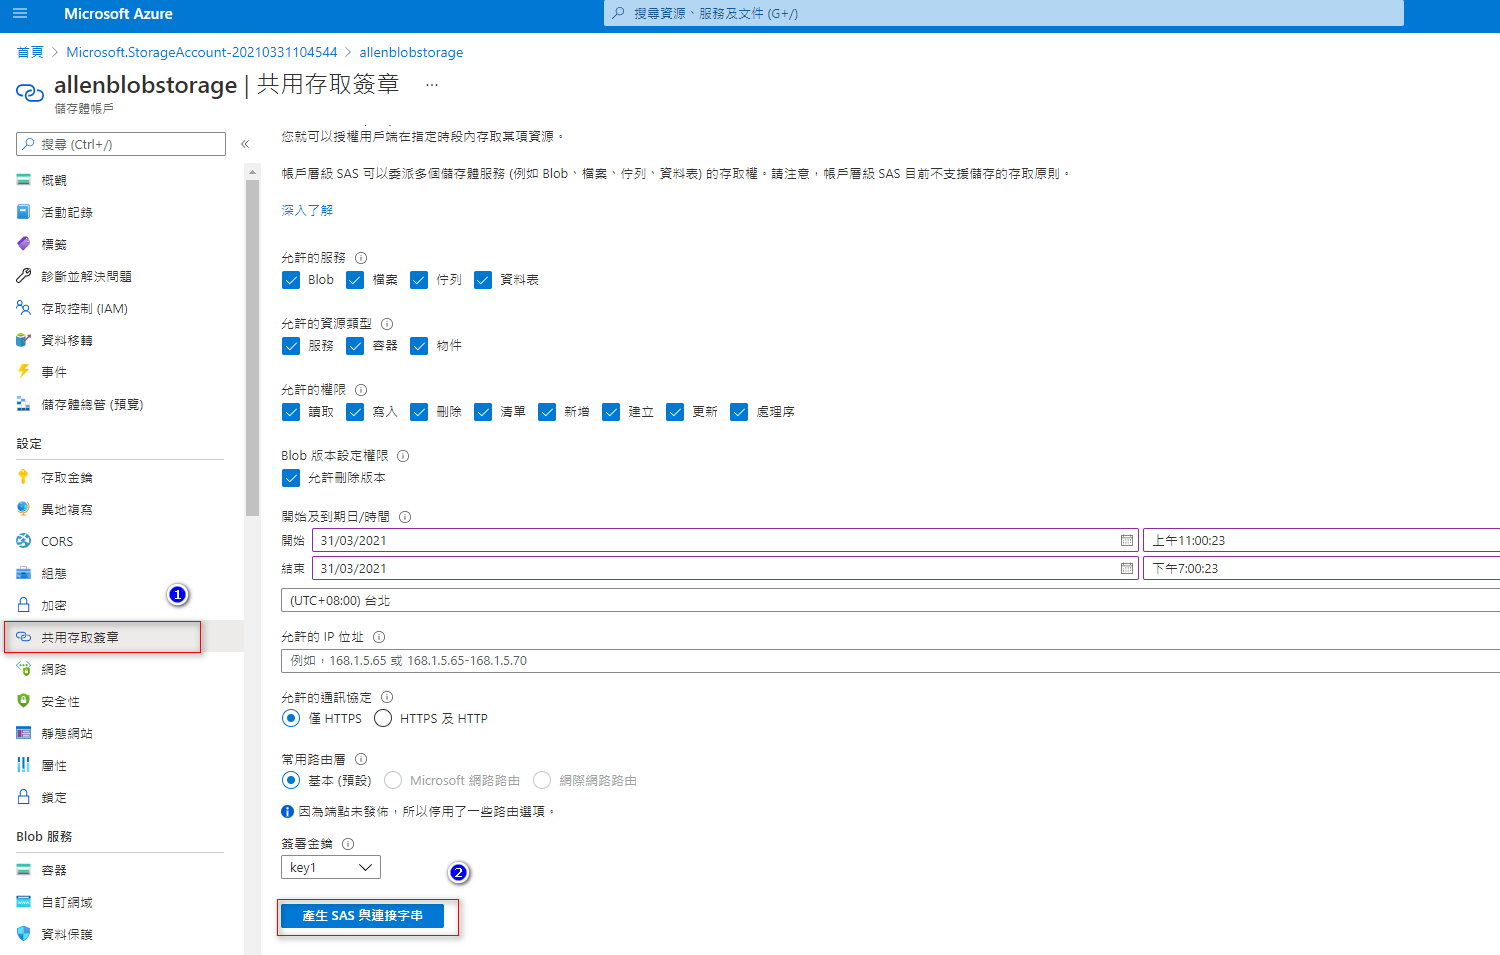 Microsoft Azure
搜尋資源、服務及文件 (G+/)
首頁 > Microsoft.StorageAccount-20210331104544 > allenblobstorage
allenblobstorage | 共用存取簽章 ...
儲存體帳戶
搜尋 (Ctrl+/)
«
概觀
活動記錄
標籤
診斷並解決問題
存取控制 (IAM)
資料移轉
事件
儲存體總管 (預覽)
設定
存取金鑰
異地複寫
CORS
組態
加密
1
共用存取簽章
網路
安全性
靜態網站
屬性
鎖定
Blob 服務
容器
自訂網域
資料保護
您就可以授權用戶端在指定時段內存取某項資源。
帳戶層級 SAS 可以委派多個儲存體服務 (例如 Blob、檔案、佇列、資料表) 的存取權。請注意，帳戶層級 SAS 目前不支援儲存的存取原則。
深入了解
允許的服務
Blob 檔案 佇列 資料表
允許的資源類型
服務 容器 物件
允許的權限
讀取 寫入 刪除 清單 新增 建立 更新 處理序
Blob 版本設定權限
允許刪除版本
開始及到期日/時間
開始 31/03/2021 上午11:00:23
結束 31/03/2021 下午7:00:23
(UTC+08:00) 台北
允許的 IP 位址
例如，168.1.5.65 或 168.1.5.65-168.1.5.70
允許的通訊協定
僅 HTTPS HTTPS 及 HTTP
常用路由層
基本 (預設) Microsoft 網路路由 網際網路路由
因為端點未發佈，所以停用了一些路由選項。
簽署金鑰
key1
2
產生 SAS 與連接字串